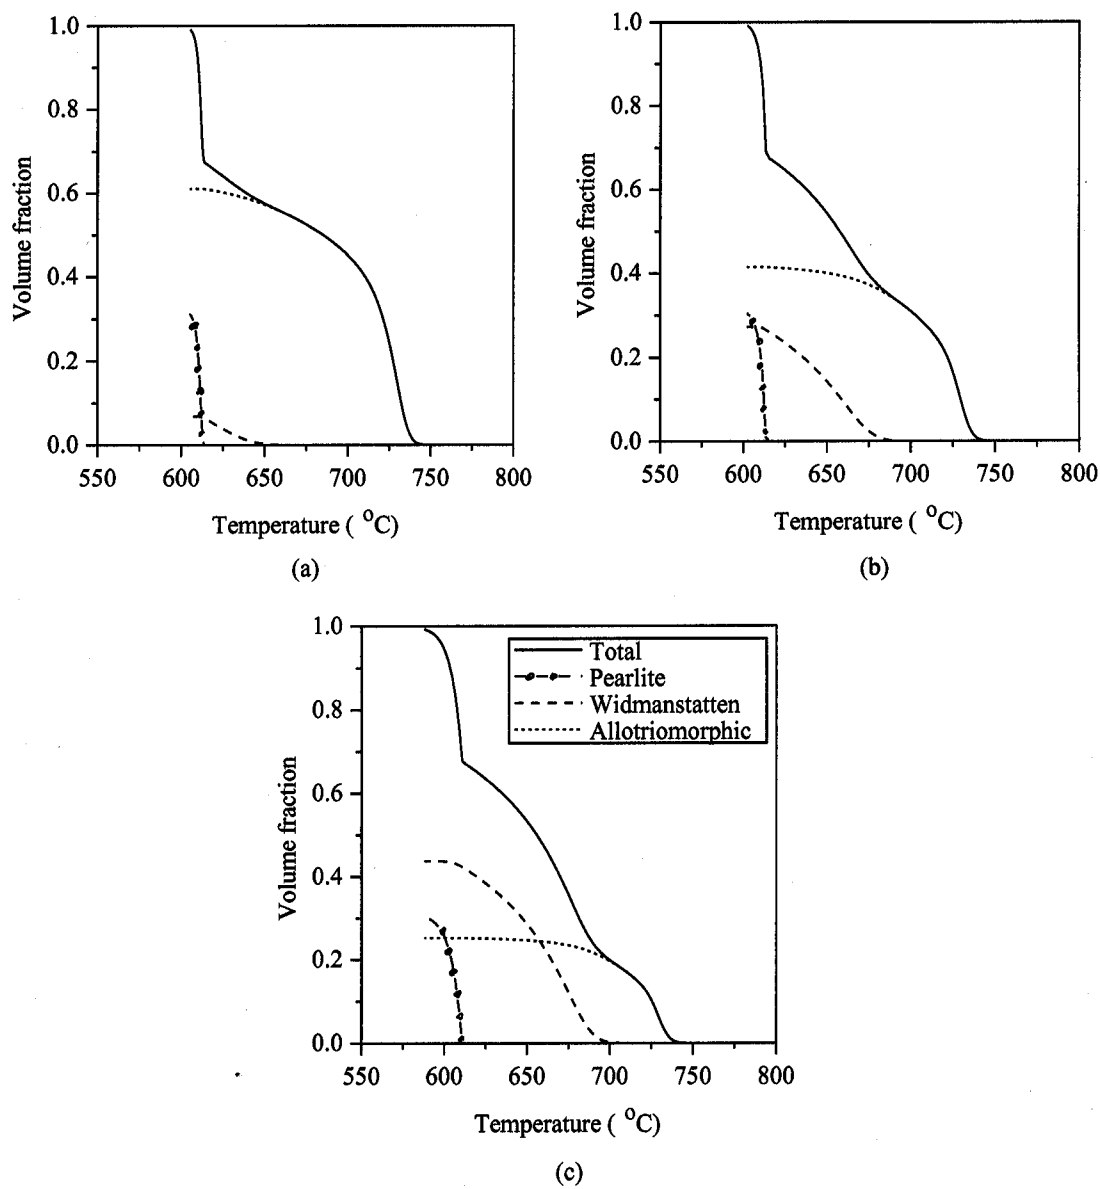 1.0
0.8
0.6
0.4
0.2
0.0
Volume fraction
550 600 650 700 750 800
Temperature ( °C)
(a)
1.0
0.8
0.6
0.4
0.2
0.0
Volume fraction
550 600 650 700 750 800
Temperature ( °C)
(b)
1.0
0.8
0.6
0.4
0.2
0.0
Volume fraction
Total
Pearlite
Widmanstatten
Allotriomorphic
550 600 650 700 750 800
Temperature ( °C)
(c)